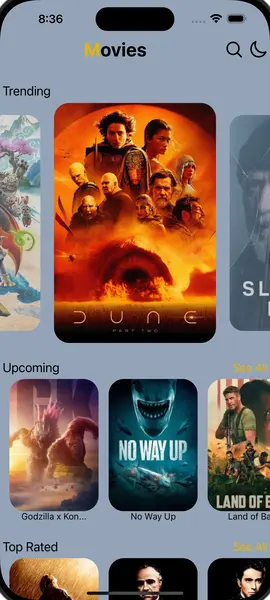 8:36
Movies
Trending
DUNE
PART TWO
SL
Upcoming
See All
NO WAY UP
LAND OF BA
Godzilla x Kon...
No Way Up
Land of Ba
Top Rated
See All